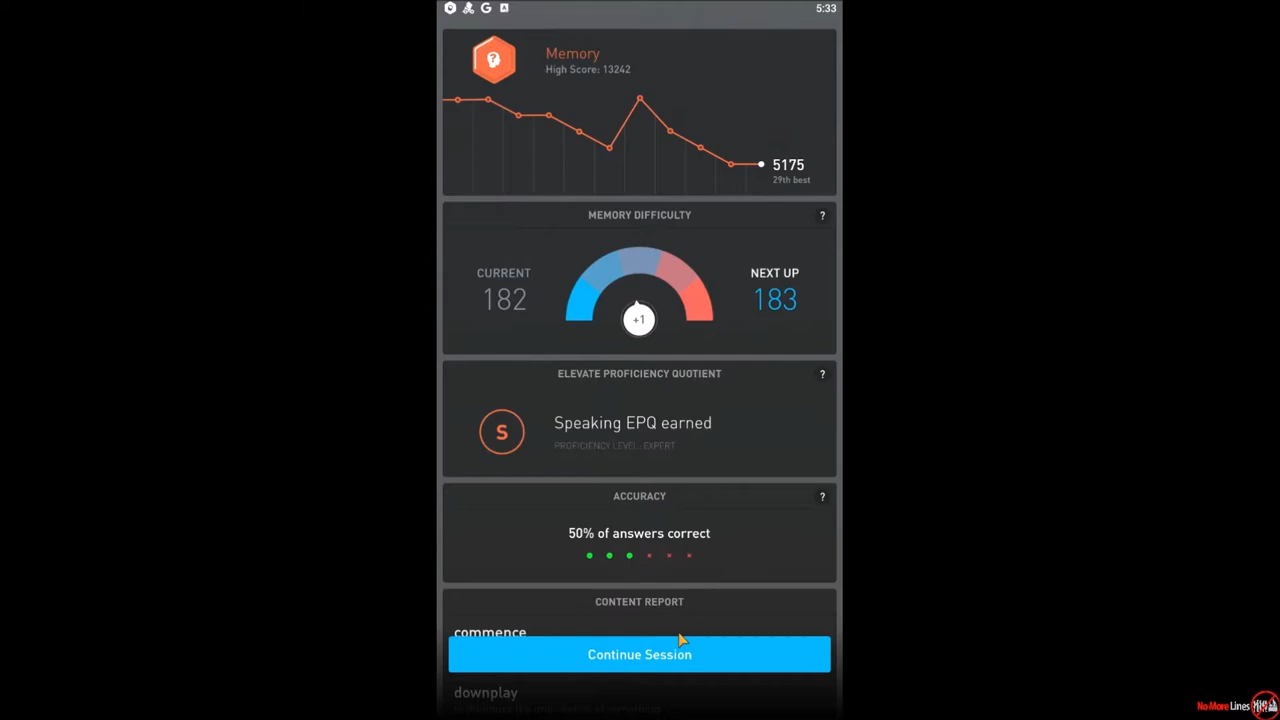 5:33
Memory
High Score: 13242
5175
29th best
MEMORY DIFFICULTY
?
CURRENT
182
+1
NEXT UP
183
ELEVATE PROFICIENCY QUOTIENT
?
S
Speaking EPQ earned
PROFICIENCY LEVEL: EXPERT
ACCURACY
?
50% of answers correct
CONTENT REPORT
commence
Continue Session
downplay
No More Lines